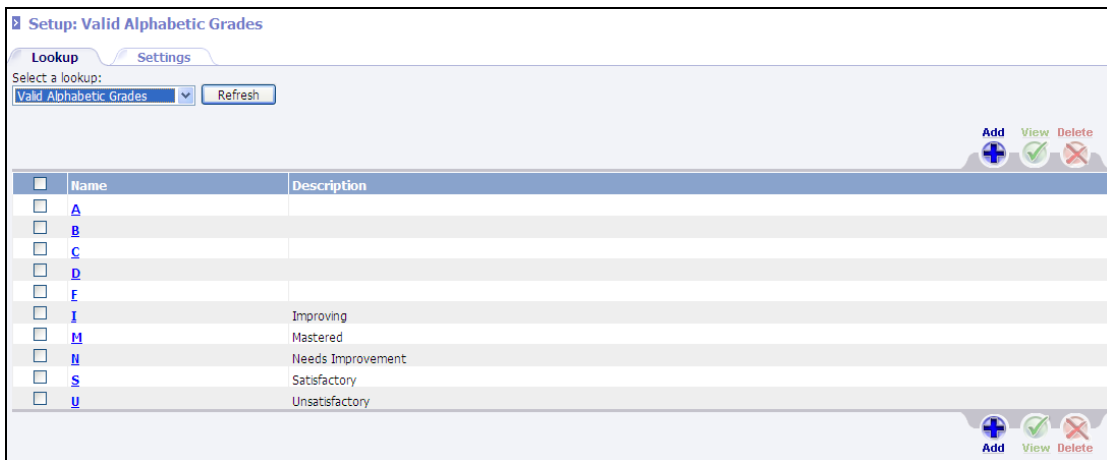 Setup: Valid Alphabetic Grades
Lookup Settings
Select a lookup:
Valid Alphabetic Grades Refresh
Add View Delete
Name Description
A
B
C
D
F
I Improving
M Mastered
N Needs Improvement
S Satisfactory
U Unsatisfactory
Add View Delete